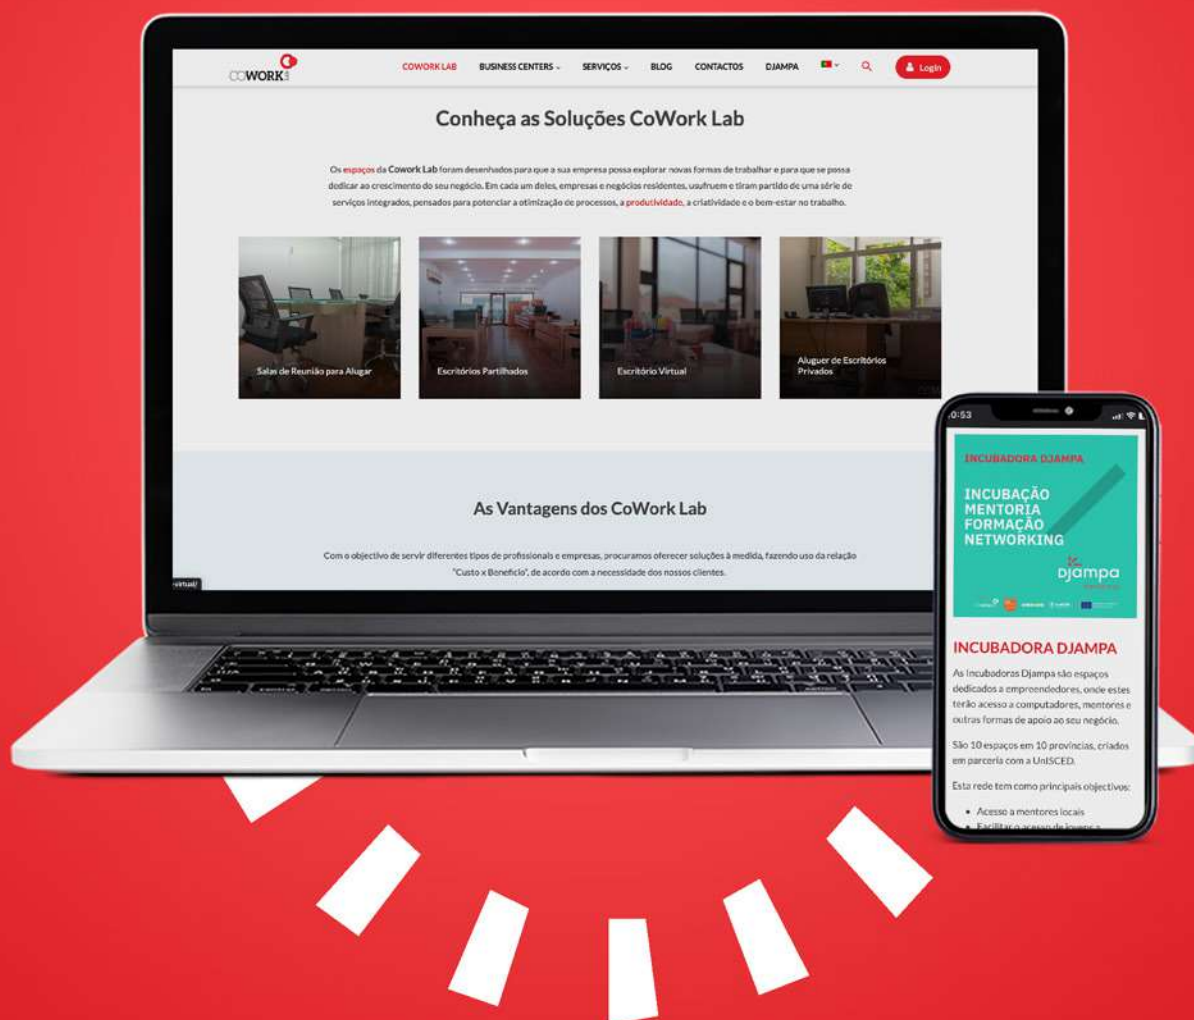 COWORK LAB
COWORK LAB BUSINESS CENTERS SERVIÇOS BLOG CONTACTOS DJAMPA Login
Conheça as Soluções CoWork Lab
Os espaços da Cowork Lab foram desenhados para que a sua empresa possa explorar novas formas de trabalhar e para que se possa
dedicar ao crescimento do seu negócio. Em cada um deles, empresas e negócios residentes, usufruem e tiram partido de uma série de
serviços integrados, pensados para potenciar a otimização de processos, a produtividade, a criatividade e o bem-estar no trabalho.
Salas de Reunião para Alugar
Escritórios Partilhados
Escritório Virtual
Aluguer de Escritórios
Privados
As Vantagens dos CoWork Lab
Com o objectivo de servir diferentes tipos de profissionais e empresas, procuramos oferecer soluções à medida, fazendo uso da relação
"Custo x Benefício", de acordo com a necessidade dos nossos clientes.
virtual/
0:53
INCUBADORA DJAMPA
INCUBAÇÃO
MENTORIA
FORMAÇÃO
NETWORKING
Djampa
INCUBADORA DJAMPA
As Incubadoras Djampa são espaços
dedicados a empreendedores, onde estes
terão acesso a computadores, mentores e
outras formas de apoio ao seu negócio.
São 10 espaços em 10 províncias, criados
em parceria com a UnISCED.
Esta rede tem como principais objectivos:
Acesso a mentores locais
Facilitar o acesso de jovens a